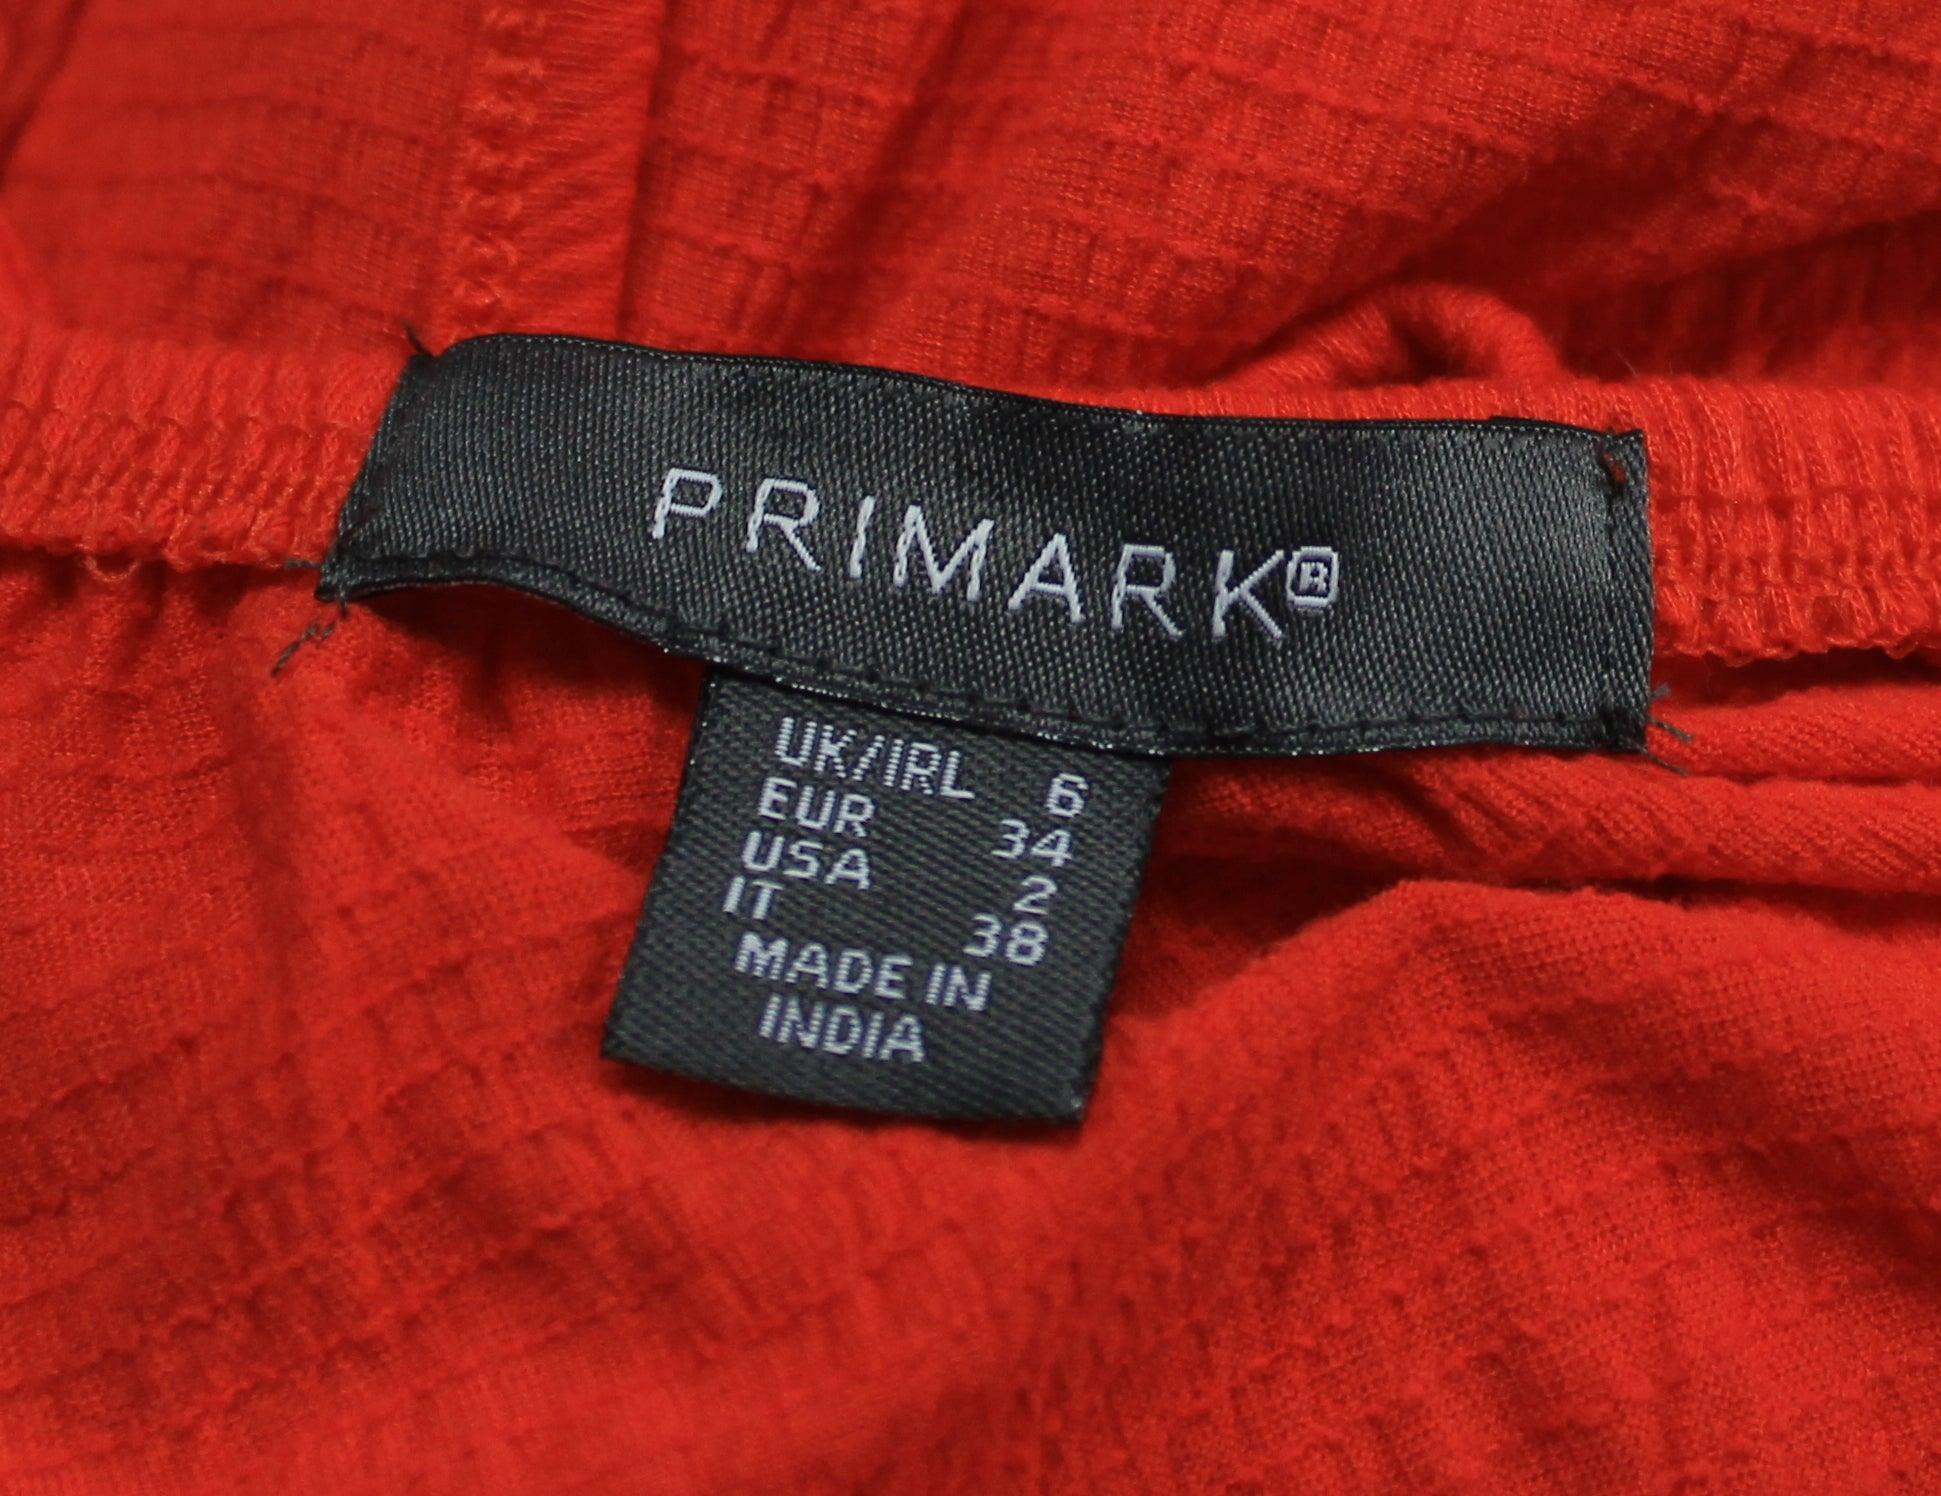 PRIMARK®
UK/IRL 6
EUR 34
USA 2
IT 38
MADE IN
INDIA